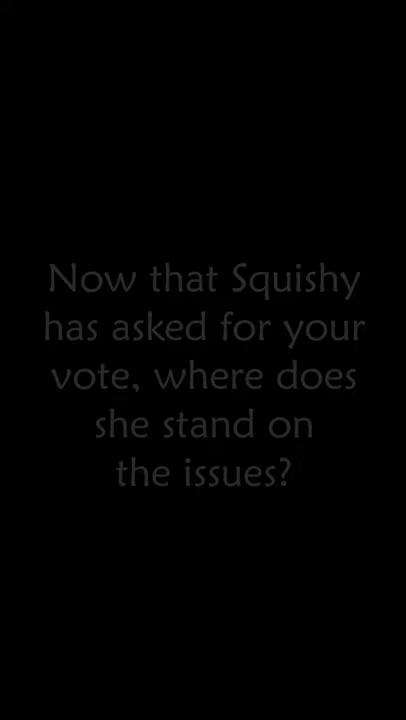 Now that Squishy
has asked for your
vote, where does
she stand on
the issues?